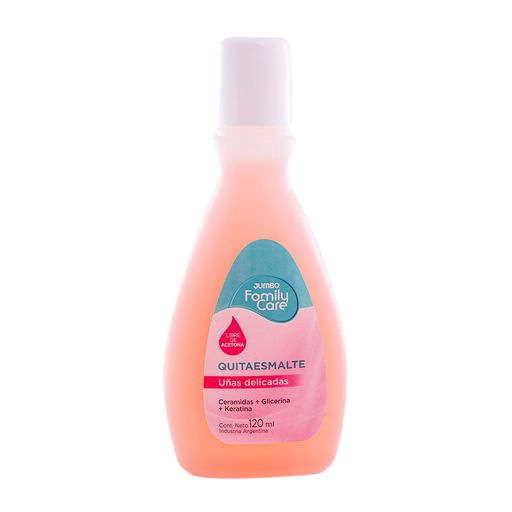 JUMBO
Family
Care
LIBRE
DE
ACETONA
QUITAESMALTE
Uñas delicadas
Ceramidas + Glicerina
+ Keratina
Cont. Neto 120 ml
Industria Argentina